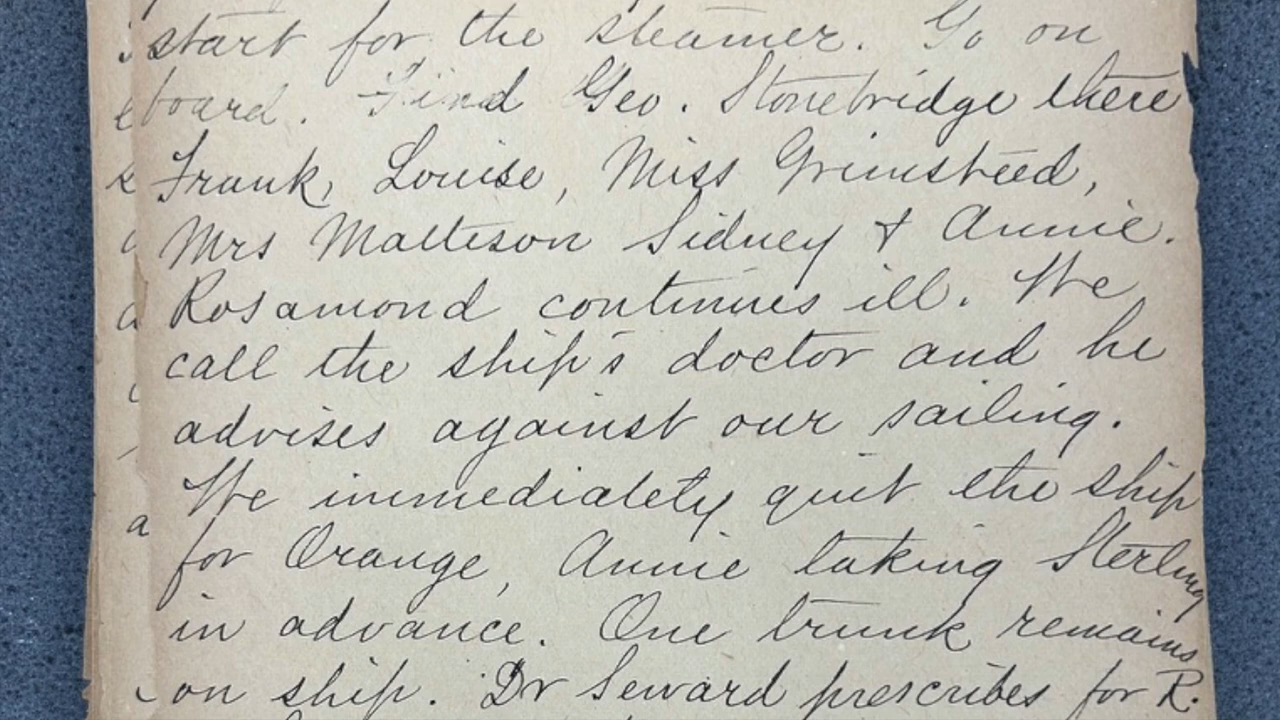 start for the steamer. Go on
board. Find Geo. Stonebridge there
Frank, Louise, Miss Grimsteed,
Mrs Matteson Sidney & Annie.
Rosamond continues ill. We
call the ship's doctor and he
advises against our sailing.
We immediately quit the ship
for Orange, Annie taking Sterling
in advance. One trunk remains
on ship. Dr Seward prescribes for R.